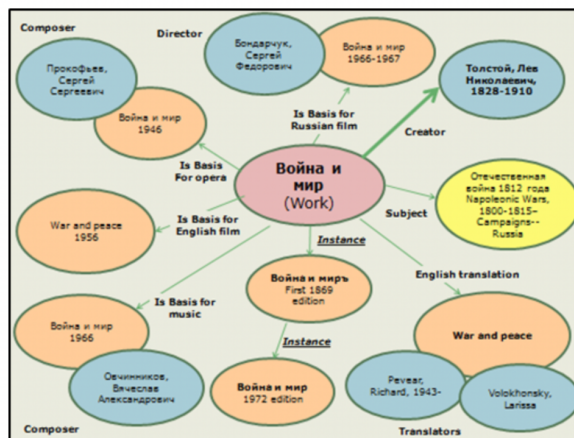 Composer
Прокофьев,
Сергей
Сергеевич
Война и мир
1946
Is Basis
For opera
Director
Бондарчук,
Сергей
Федорович
Война и мир
1966-1967
Is Basis for
Russian film
Толстой, Лев
Николаевич,
1828-1910
Creator
Война и
мир
(Work)
Отечественная
война 1812 года
Napoleonic Wars,
1800-1815–
Campaigns--
Russia
Subject
War and peace
1956
Is Basis for
English film
Instance
Война и миръ
First 1869
edition
English translation
Is Basis for
music
Война и мир
1966
Овчинников,
Вячеслав
Александрович
Composer
Instance
Война и мир
1972 edition
War and peace
Pevear,
Richard, 1943-
Volokhonsky,
Larissa
Translators